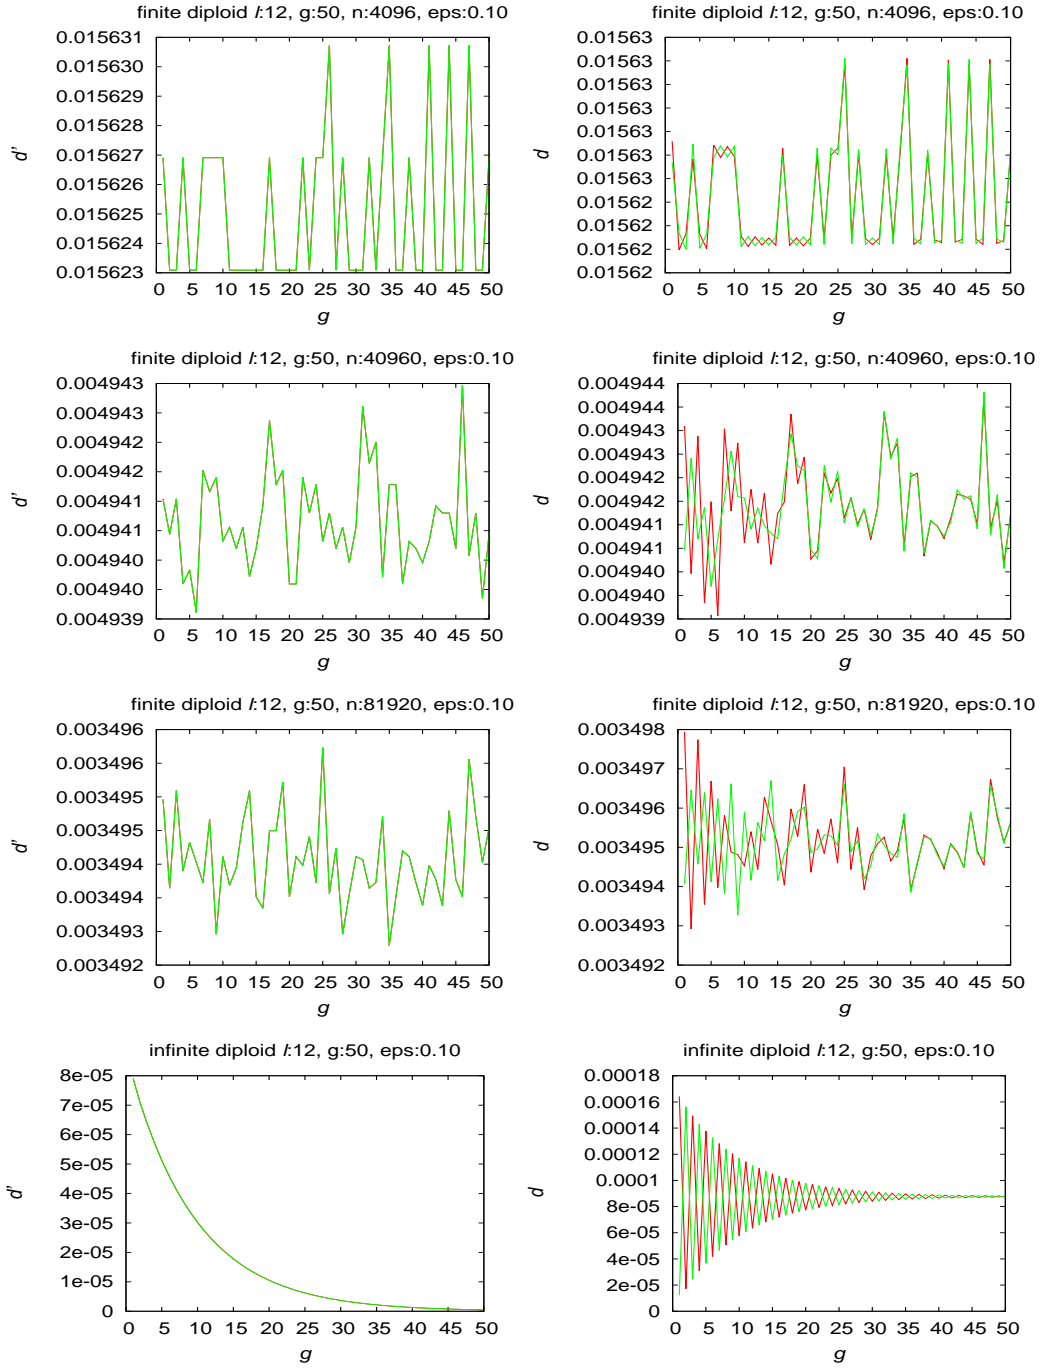 finite diploid l:12, g:50, n:4096, eps:0.10
0.015631
0.015630
0.015629
0.015628
0.015627
0.015626
0.015625
0.015624
0.015623
d'
0 5 10 15 20 25 30 35 40 45 50
g
finite diploid l:12, g:50, n:4096, eps:0.10
0.01563
0.01563
0.01563
0.01563
0.01563
0.01563
0.01562
0.01562
0.01562
0.01562
0.01562
d
0 5 10 15 20 25 30 35 40 45 50
g
finite diploid l:12, g:50, n:40960, eps:0.10
0.004943
0.004943
0.004942
0.004942
0.004941
0.004941
0.004940
0.004940
0.004939
d'
0 5 10 15 20 25 30 35 40 45 50
g
finite diploid l:12, g:50, n:40960, eps:0.10
0.004944
0.004944
0.004943
0.004943
0.004942
0.004942
0.004941
0.004941
0.004940
0.004940
0.004939
d
0 5 10 15 20 25 30 35 40 45 50
g
finite diploid l:12, g:50, n:81920, eps:0.10
0.003496
0.003496
0.003495
0.003495
0.003494
0.003494
0.003493
0.003492
d'
0 5 10 15 20 25 30 35 40 45 50
g
finite diploid l:12, g:50, n:81920, eps:0.10
0.003498
0.003497
0.003496
0.003495
0.003494
0.003493
0.003492
d
0 5 10 15 20 25 30 35 40 45 50
g
infinite diploid l:12, g:50, eps:0.10
8e-05
7e-05
6e-05
5e-05
4e-05
3e-05
2e-05
1e-05
0
d'
0 5 10 15 20 25 30 35 40 45 50
g
infinite diploid l:12, g:50, eps:0.10
0.00018
0.00016
0.00014
0.00012
0.0001
8e-05
6e-05
4e-05
2e-05
0
d
0 5 10 15 20 25 30 35 40 45 50
g